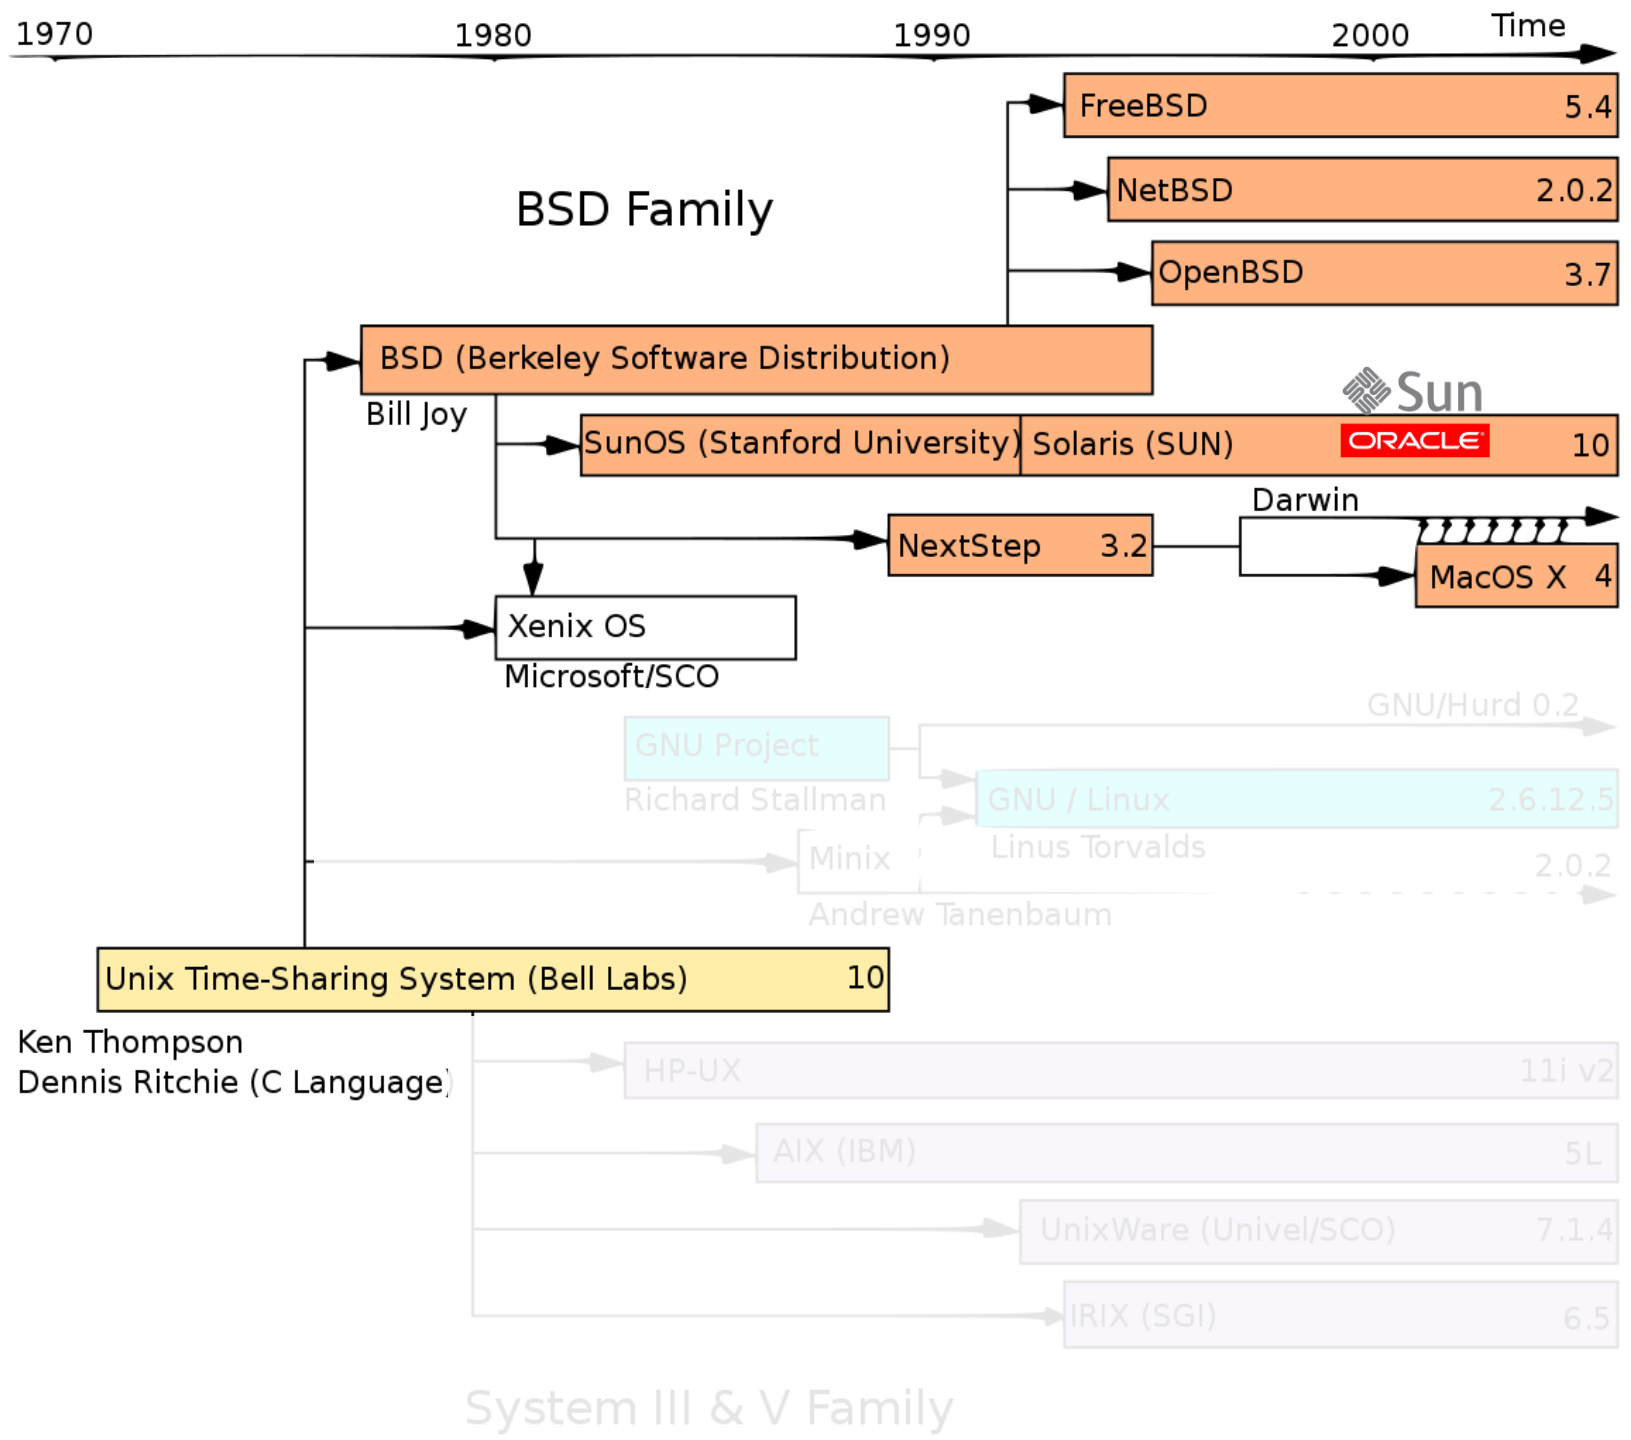 1970 1980 1990 2000 Time
FreeBSD 5.4
NetBSD 2.0.2
BSD Family
OpenBSD 3.7
BSD (Berkeley Software Distribution)
Bill Joy
Sun
SunOS (Stanford University) Solaris (SUN) ORACLE 10
Darwin
NextStep 3.2
MacOS X 4
Xenix OS
Microsoft/SCO
GNU/Hurd 0.2
GNU Project
Richard Stallman
GNU / Linux 2.6.12.5
Linus Torvalds
Minix 2.0.2
Andrew Tanenbaum
Unix Time-Sharing System (Bell Labs) 10
Ken Thompson
Dennis Ritchie (C Language)
HP-UX 11i v2
AIX (IBM) 5L
UnixWare (Univel/SCO) 7.1.4
IRIX (SGI) 6.5
System III & V Family